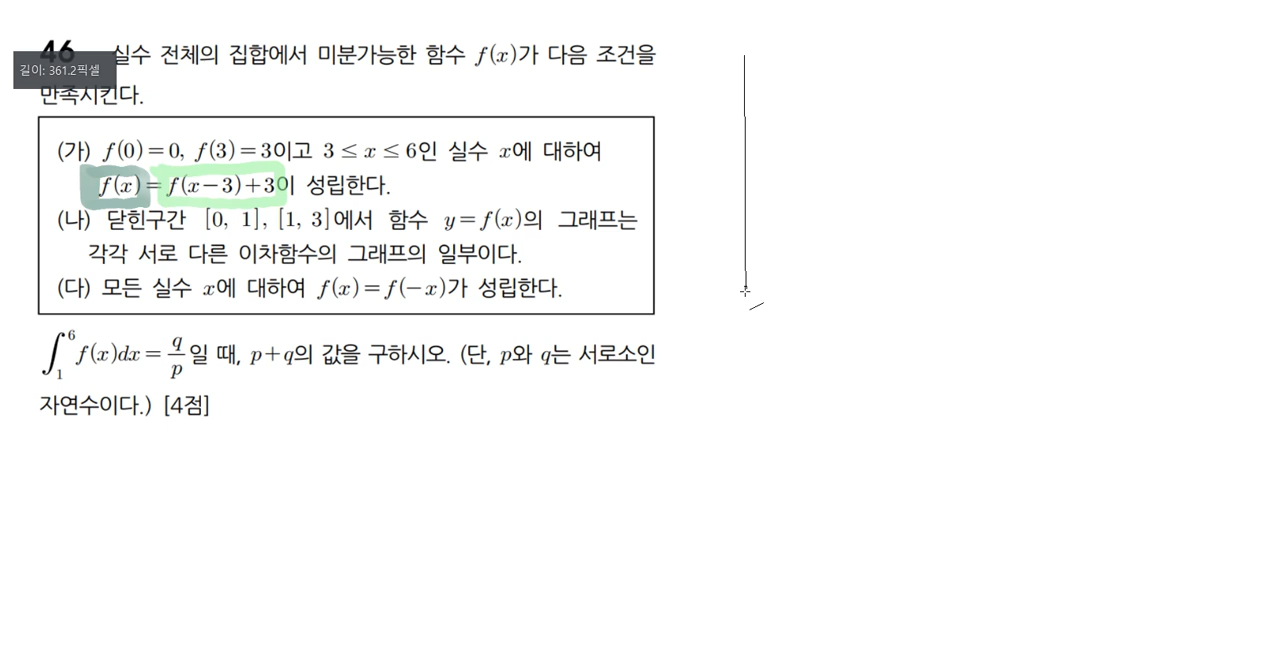 46 실수 전체의 집합에서 미분가능한 함수 f(x)가 다음 조건을
길이: 361.2픽셀
만족시킨다.
(가) f(0)=0, f(3)=3이고 3≤x≤6인 실수 x에 대하여
f(x)=f(x-3)+3이 성립한다.
(나) 닫힌구간 [0, 1], [1, 3]에서 함수 y=f(x)의 그래프는
각각 서로 다른 이차함수의 그래프의 일부이다.
(다) 모든 실수 x에 대하여 f(x)=f(-x)가 성립한다.
∫₁⁶ f(x)dx = q/p 일 때, p+q의 값을 구하시오. (단, p와 q는 서로소인
자연수이다.) [4점]